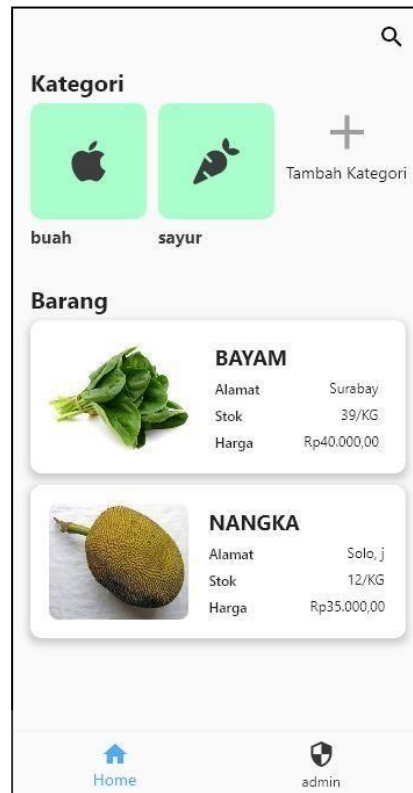 Kategori
Tambah Kategori
buah sayur
Barang
BAYAM
Alamat Surabay
Stok 39/KG
Harga Rp40.000,00
NANGKA
Alamat Solo, j
Stok 12/KG
Harga Rp35.000,00
Home admin